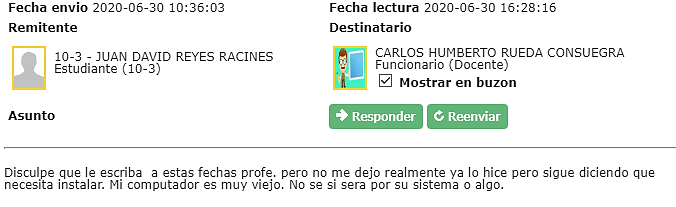 Fecha envio 2020-06-30 10:36:03
Fecha lectura 2020-06-30 16:28:16
Remitente
Destinatario
10-3 - JUAN DAVID REYES RACINES
Estudiante (10-3)
CARLOS HUMBERTO RUEDA CONSUEGRA
Funcionario (Docente)
Mostrar en buzon
Asunto
Responder
Reenviar
Disculpe que le escriba a estas fechas profe. pero no me dejo realmente ya lo hice pero sigue diciendo que
necesita instalar. Mi computador es muy viejo. No se si sera por su sistema o algo.